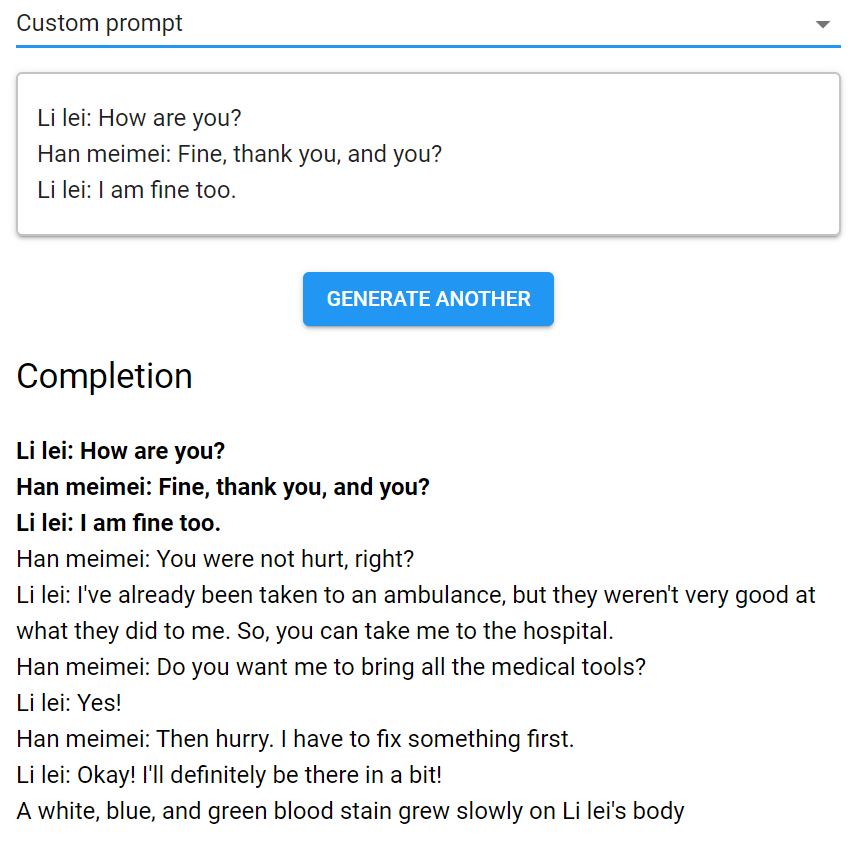 Custom prompt
Li lei: How are you?
Han meimei: Fine, thank you, and you?
Li lei: I am fine too.
GENERATE ANOTHER
Completion
Li lei: How are you?
Han meimei: Fine, thank you, and you?
Li lei: I am fine too.
Han meimei: You were not hurt, right?
Li lei: I've already been taken to an ambulance, but they weren't very good at
what they did to me. So, you can take me to the hospital.
Han meimei: Do you want me to bring all the medical tools?
Li lei: Yes!
Han meimei: Then hurry. I have to fix something first.
Li lei: Okay! I'll definitely be there in a bit!
A white, blue, and green blood stain grew slowly on Li lei's body